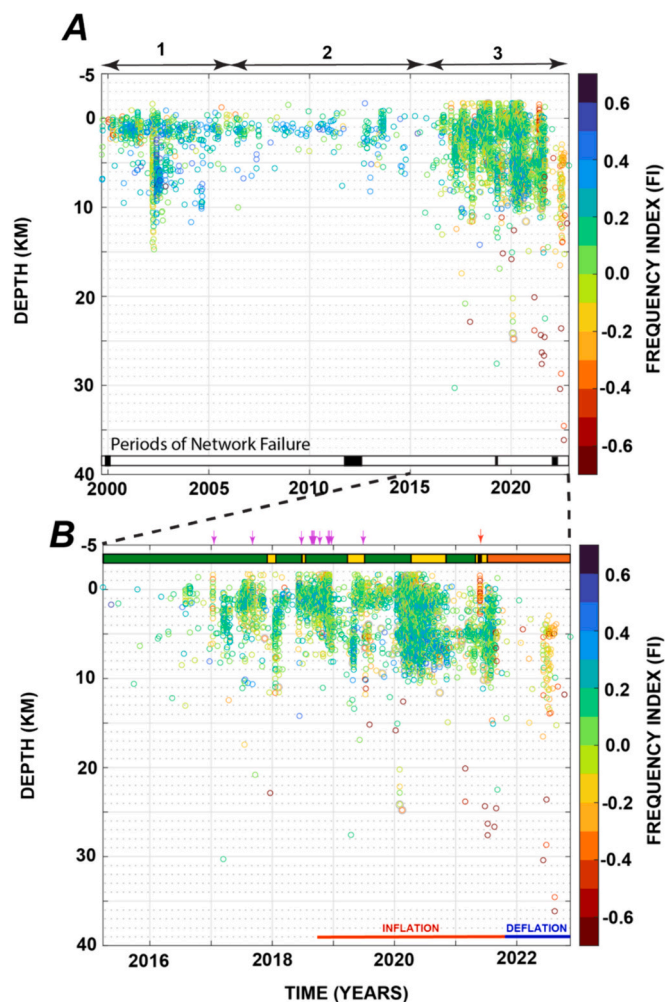 A
1 2 3
-5
0
10
20
30
40
DEPTH (KM)
Periods of Network Failure
2000 2005 2010 2015 2020
0.6
0.4
0.2
0.0
-0.2
-0.4
-0.6
FREQUENCY INDEX (FI)
B
-5
0
10
20
30
40
DEPTH (KM)
INFLATION DEFLATION
2016 2018 2020 2022
TIME (YEARS)
0.6
0.4
0.2
0.0
-0.2
-0.4
-0.6
FREQUENCY INDEX (FI)